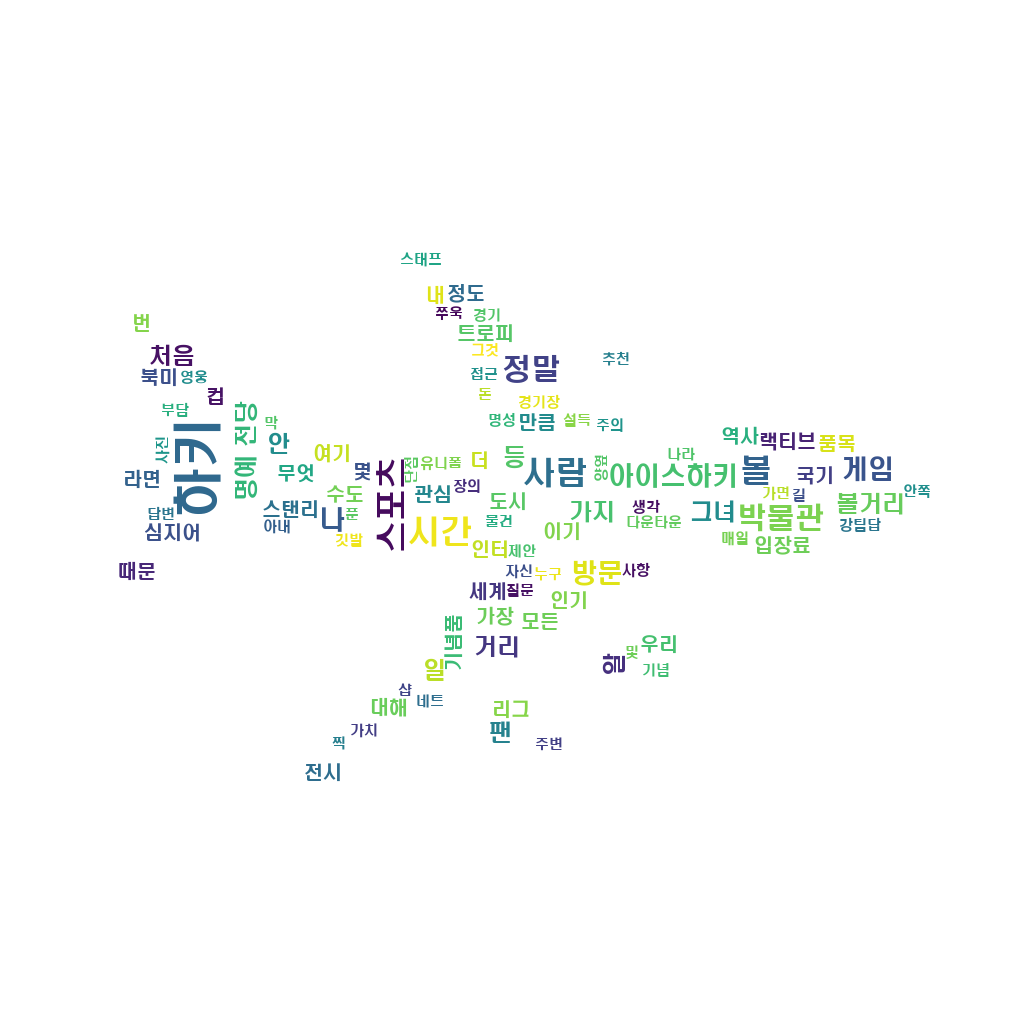 스태프
내 정도
쭈욱 경기
번 트로피
처음 그것 정말 추천
북미 영웅 접근
컵 돈
부담 경기장
막 명성 만큼 설득 주의
하키 명예 전당 안 역사 랙티브 품목
사진 여기 더 등 나라
라면 무엇 몇 스포츠 단점 유니폼 사람 양옆 아이스하키 볼 국기 게임
수도 관심 장의 도시 가면 길 안쪽
답변 스탠리 나 푼 시간 물건 가지 생각 그녀 박물관 볼거리
심지어 아내 이기 다운타운 강팀답
깃발 인터 제안 매일 입장료
때문 자신 누구 방문 사항
세계 질문 인기
가장 모든
기념품 거리 할 및 우리
일 기념
샵 네트
대해 리그
가치 팬
찍 주변
전시